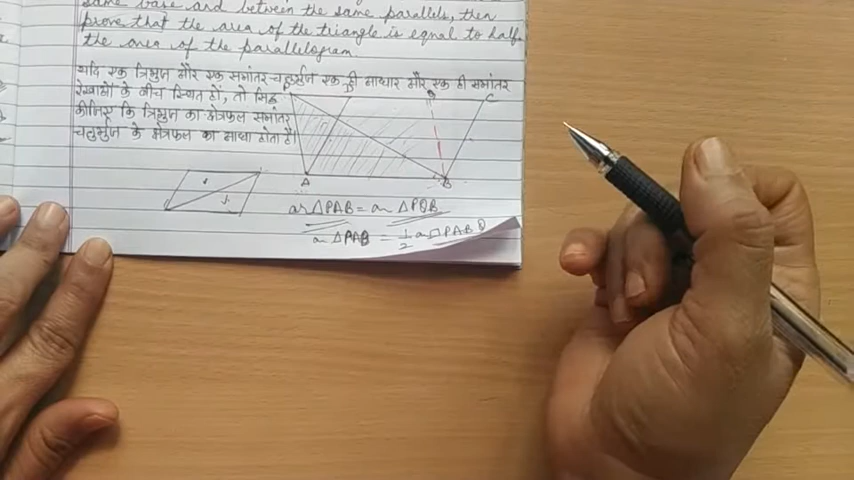 same base and between the same parallels, then
prove that the area of the triangle is equal to half
the area of the parallelogram.
यदि एक त्रिभुज और एक समांतर चतुर्भुज एक ही आधार और एक ही समांतर
रेखाओं के बीच स्थित हों, तो सिद्ध
कीजिए कि त्रिभुज का क्षेत्रफल समांतर
चतुर्भुज के क्षेत्रफल का आधा होता है।
P D Q C
A B
ar △PAB = ar △PQB
ar △PAB = 1/2 ar ▱PABQ